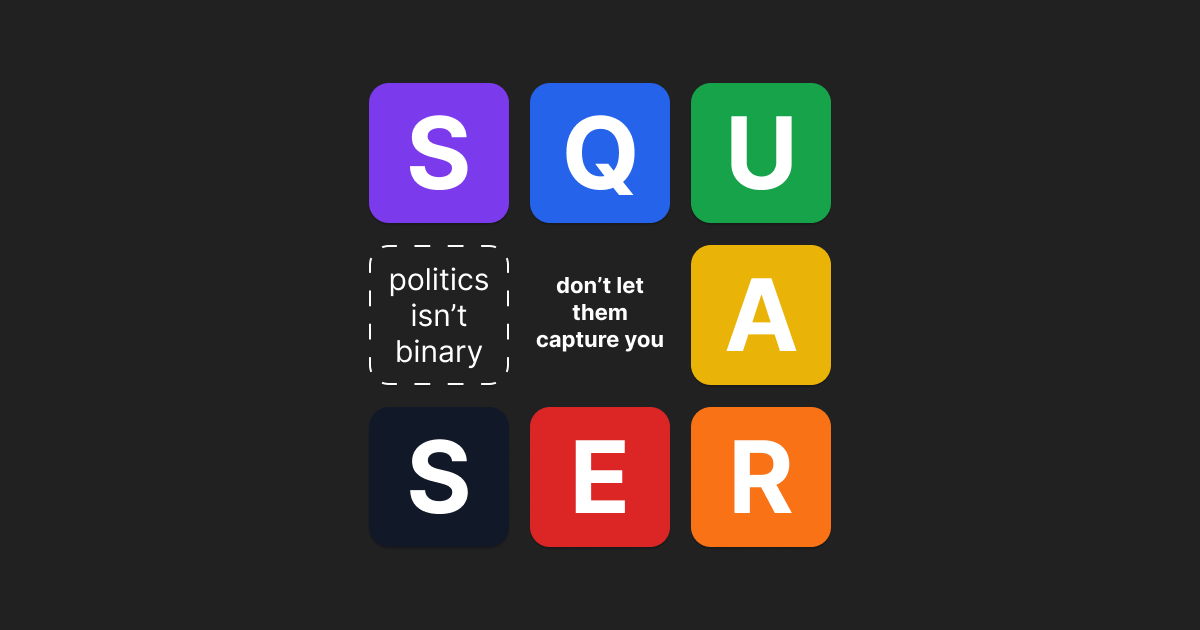 S Q U
politics
isn’t
binary
don’t let
them
capture you
A
S E R